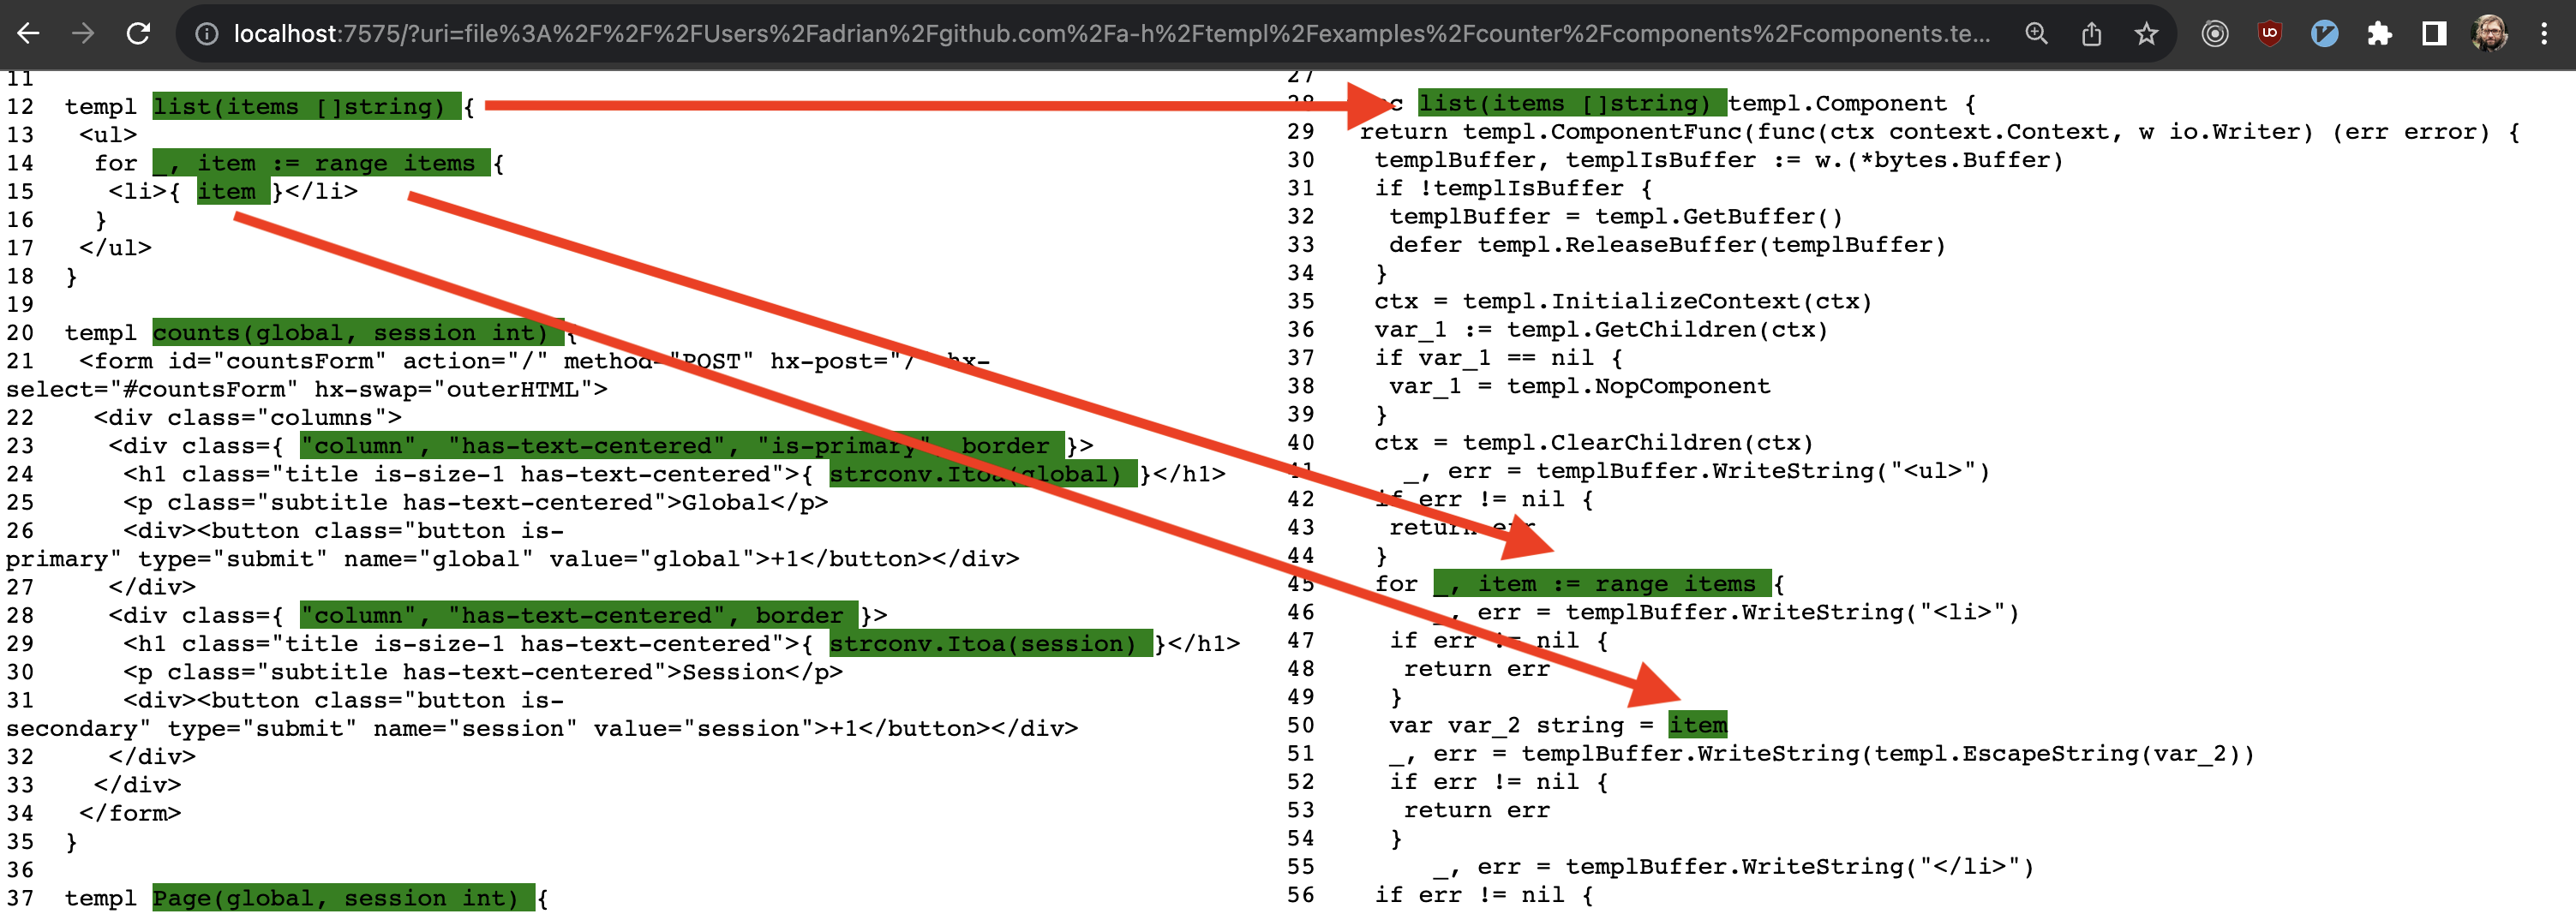 localhost:7575/?uri=file%3A%2F%2F%2FUsers%2Fadrian%2Fgithub.com%2Fa-h%2Ftempl%2Fexamples%2Fcounter%2Fcomponents%2Fcomponents.te...
11
12 templ list(items []string) {
13 <ul>
14 for _, item := range items {
15 <li>{ item }</li>
16 }
17 </ul>
18 }
19
20 templ counts(global, session int) {
21 <form id="countsForm" action="/" method="POST" hx-post="/" hx-
select="#countsForm" hx-swap="outerHTML">
22 <div class="columns">
23 <div class={ "column", "has-text-centered", "is-primary", border }>
24 <h1 class="title is-size-1 has-text-centered">{ strconv.Itoa(global) }</h1>
25 <p class="subtitle has-text-centered">Global</p>
26 <div><button class="button is-
primary" type="submit" name="global" value="global">+1</button></div>
27 </div>
28 <div class={ "column", "has-text-centered", border }>
29 <h1 class="title is-size-1 has-text-centered">{ strconv.Itoa(session) }</h1>
30 <p class="subtitle has-text-centered">Session</p>
31 <div><button class="button is-
secondary" type="submit" name="session" value="session">+1</button></div>
32 </div>
33 </div>
34 </form>
35 }
36
37 templ Page(global, session int) {
27
28 list(items []string) templ.Component {
29 return templ.ComponentFunc(func(ctx context.Context, w io.Writer) (err error) {
30 templBuffer, templIsBuffer := w.(*bytes.Buffer)
31 if !templIsBuffer {
32 templBuffer = templ.GetBuffer()
33 defer templ.ReleaseBuffer(templBuffer)
34 }
35 ctx = templ.InitializeContext(ctx)
36 var_1 := templ.GetChildren(ctx)
37 if var_1 == nil {
38 var_1 = templ.NopComponent
39 }
40 ctx = templ.ClearChildren(ctx)
41 _, err = templBuffer.WriteString("<ul>")
42 if err != nil {
43 return err
44 }
45 for _, item := range items {
46 _, err = templBuffer.WriteString("<li>")
47 if err != nil {
48 return err
49 }
50 var var_2 string = item
51 _, err = templBuffer.WriteString(templ.EscapeString(var_2))
52 if err != nil {
53 return err
54 }
55 _, err = templBuffer.WriteString("</li>")
56 if err != nil {